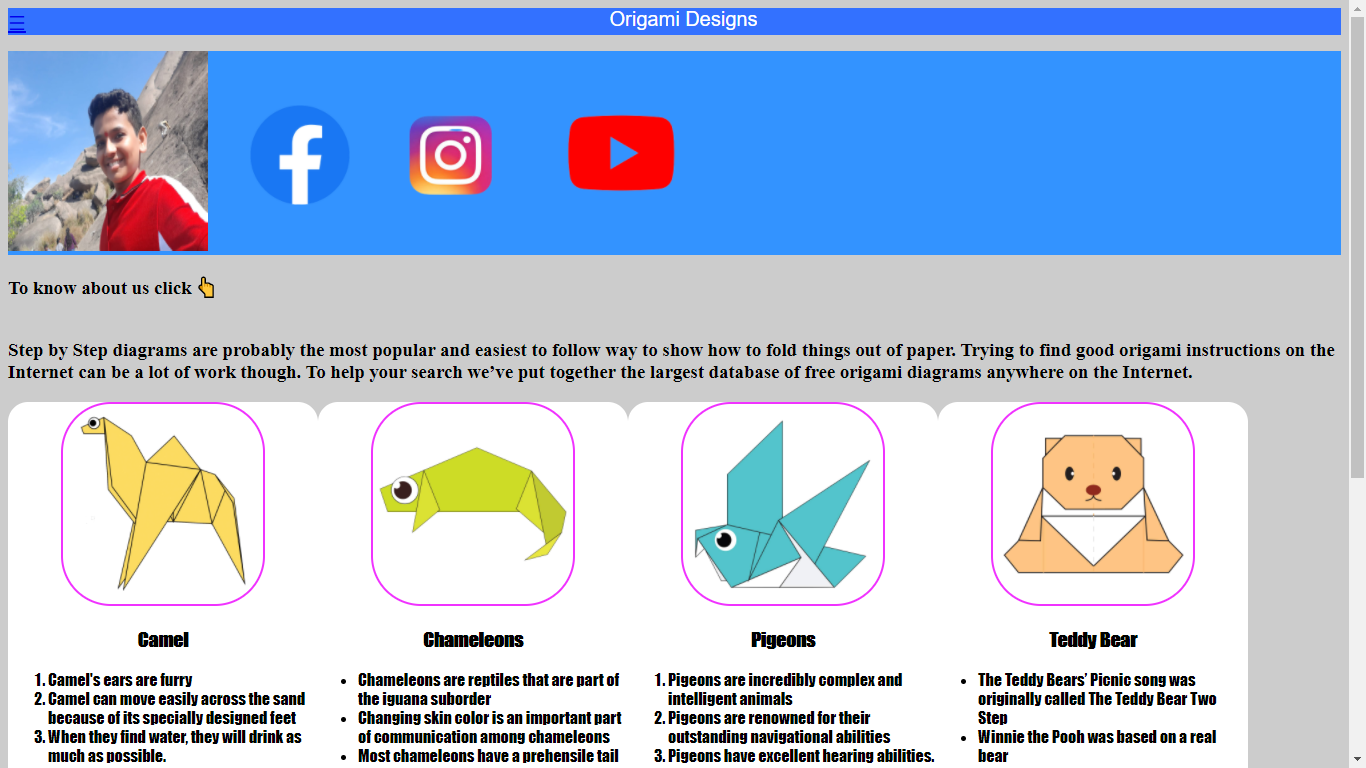 ☰
Origami Designs
To know about us click 👆
Step by Step diagrams are probably the most popular and easiest to follow way to show how to fold things out of paper. Trying to find good origami instructions on the
Internet can be a lot of work though. To help your search we’ve put together the largest database of free origami diagrams anywhere on the Internet.
Camel
1. Camel's ears are furry
2. Camel can move easily across the sand
because of its specially designed feet
3. When they find water, they will drink as
much as possible.
Chameleons
• Chameleons are reptiles that are part of
the iguana suborder
• Changing skin color is an important part
of communication among chameleons
• Most chameleons have a prehensile tail
Pigeons
1. Pigeons are incredibly complex and
intelligent animals
2. Pigeons are renowned for their
outstanding navigational abilities
3. Pigeons have excellent hearing abilities.
Teddy Bear
• The Teddy Bears’ Picnic song was
originally called The Teddy Bear Two
Step
• Winnie the Pooh was based on a real
bear